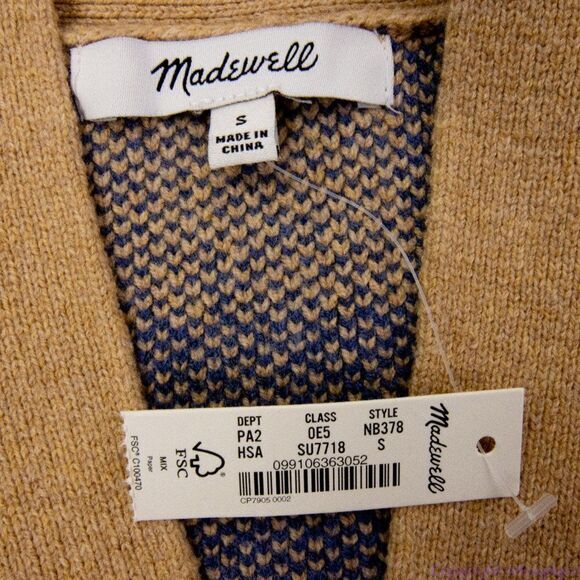 Madewell
S
MADE IN
CHINA
DEPT CLASS STYLE
PA2 0E5 NB378
HSA SU7718 S
099106363052
CP7905 0002
Madewell
FSC
MIX
Paper
FSC® C100470